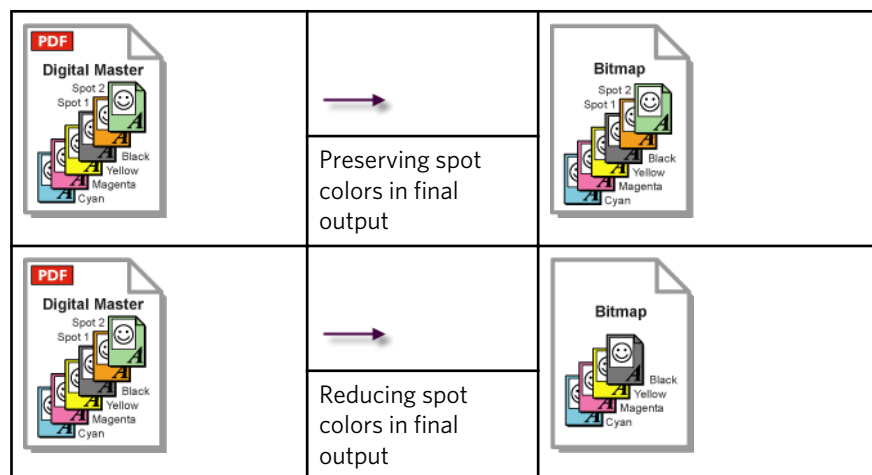 PDF
Digital Master
Spot 2
Spot 1
A
Black
A
Yellow
A
Magenta
A
Cyan
Preserving spot
colors in final
output
Bitmap
Spot 2
Spot 1
A
Black
A
Yellow
A
Magenta
A
Cyan
PDF
Digital Master
Spot 2
Spot 1
A
Black
A
Yellow
A
Magenta
A
Cyan
Reducing spot
colors in final
output
Bitmap
A
Black
A
Yellow
A
Magenta
A
Cyan